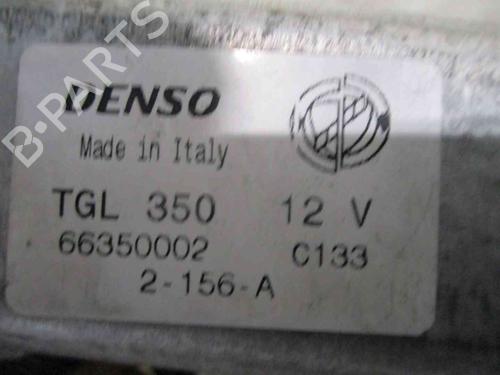 B-PARTS
DENSO
Made in Italy
TGL 350 12 V
66350002 C133
2-156-A